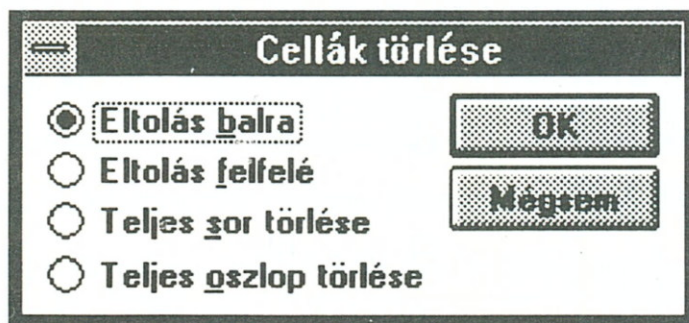 Cellák törlése
Eltolás balra
OK
Eltolás felfelé
Mégsem
Teljes sor törlése
Teljes oszlop törlése